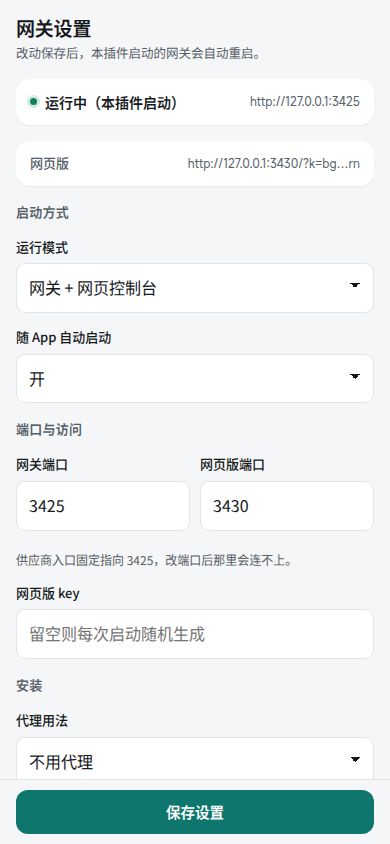 网关设置
改动保存后，本插件启动的网关会自动重启。
运行中（本插件启动） http://127.0.0.1:3425
网页版 http://127.0.0.1:3430/?k=bg…rn
启动方式
运行模式
网关 + 网页控制台
随 App 自动启动
开
端口与访问
网关端口 网页版端口
3425 3430
供应商入口固定指向 3425，改端口后那里会连不上。
网页版 key
留空则每次启动随机生成
安装
代理用法
不用代理
保存设置